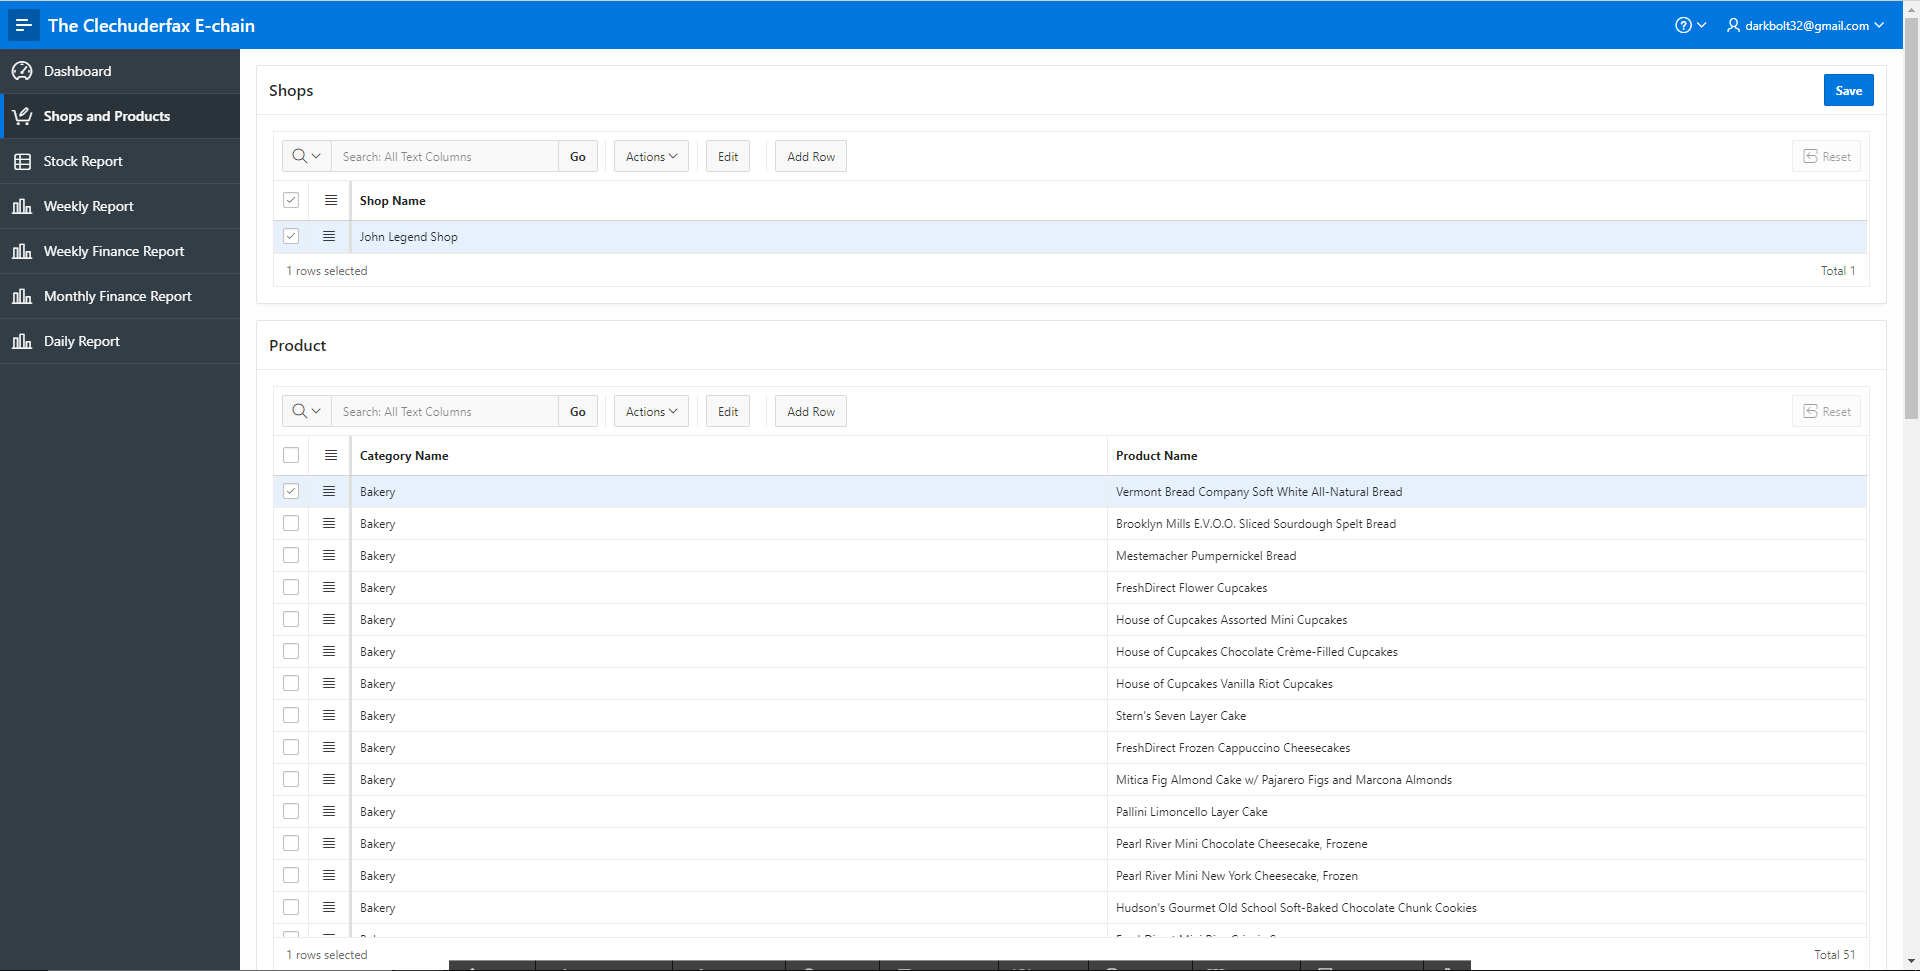 The Clechuderfax E-chain
darkbolt32@gmail.com
Dashboard
Shops and Products
Stock Report
Weekly Report
Weekly Finance Report
Monthly Finance Report
Daily Report
Shops
Save
Search: All Text Columns
Go
Actions
Edit
Add Row
Reset
Shop Name
John Legend Shop
1 rows selected
Total 1
Product
Search: All Text Columns
Go
Actions
Edit
Add Row
Reset
Category Name Product Name
Bakery Vermont Bread Company Soft White All-Natural Bread
Bakery Brooklyn Mills E.V.O.O. Sliced Sourdough Spelt Bread
Bakery Mestemacher Pumpernickel Bread
Bakery FreshDirect Flower Cupcakes
Bakery House of Cupcakes Assorted Mini Cupcakes
Bakery House of Cupcakes Chocolate Crème-Filled Cupcakes
Bakery House of Cupcakes Vanilla Riot Cupcakes
Bakery Stern's Seven Layer Cake
Bakery FreshDirect Frozen Cappuccino Cheesecakes
Bakery Mitica Fig Almond Cake w/ Pajarero Figs and Marcona Almonds
Bakery Pallini Limoncello Layer Cake
Bakery Pearl River Mini Chocolate Cheesecake, Frozene
Bakery Pearl River Mini New York Cheesecake, Frozen
Bakery Hudson's Gourmet Old School Soft-Baked Chocolate Chunk Cookies
1 rows selected
Total 51